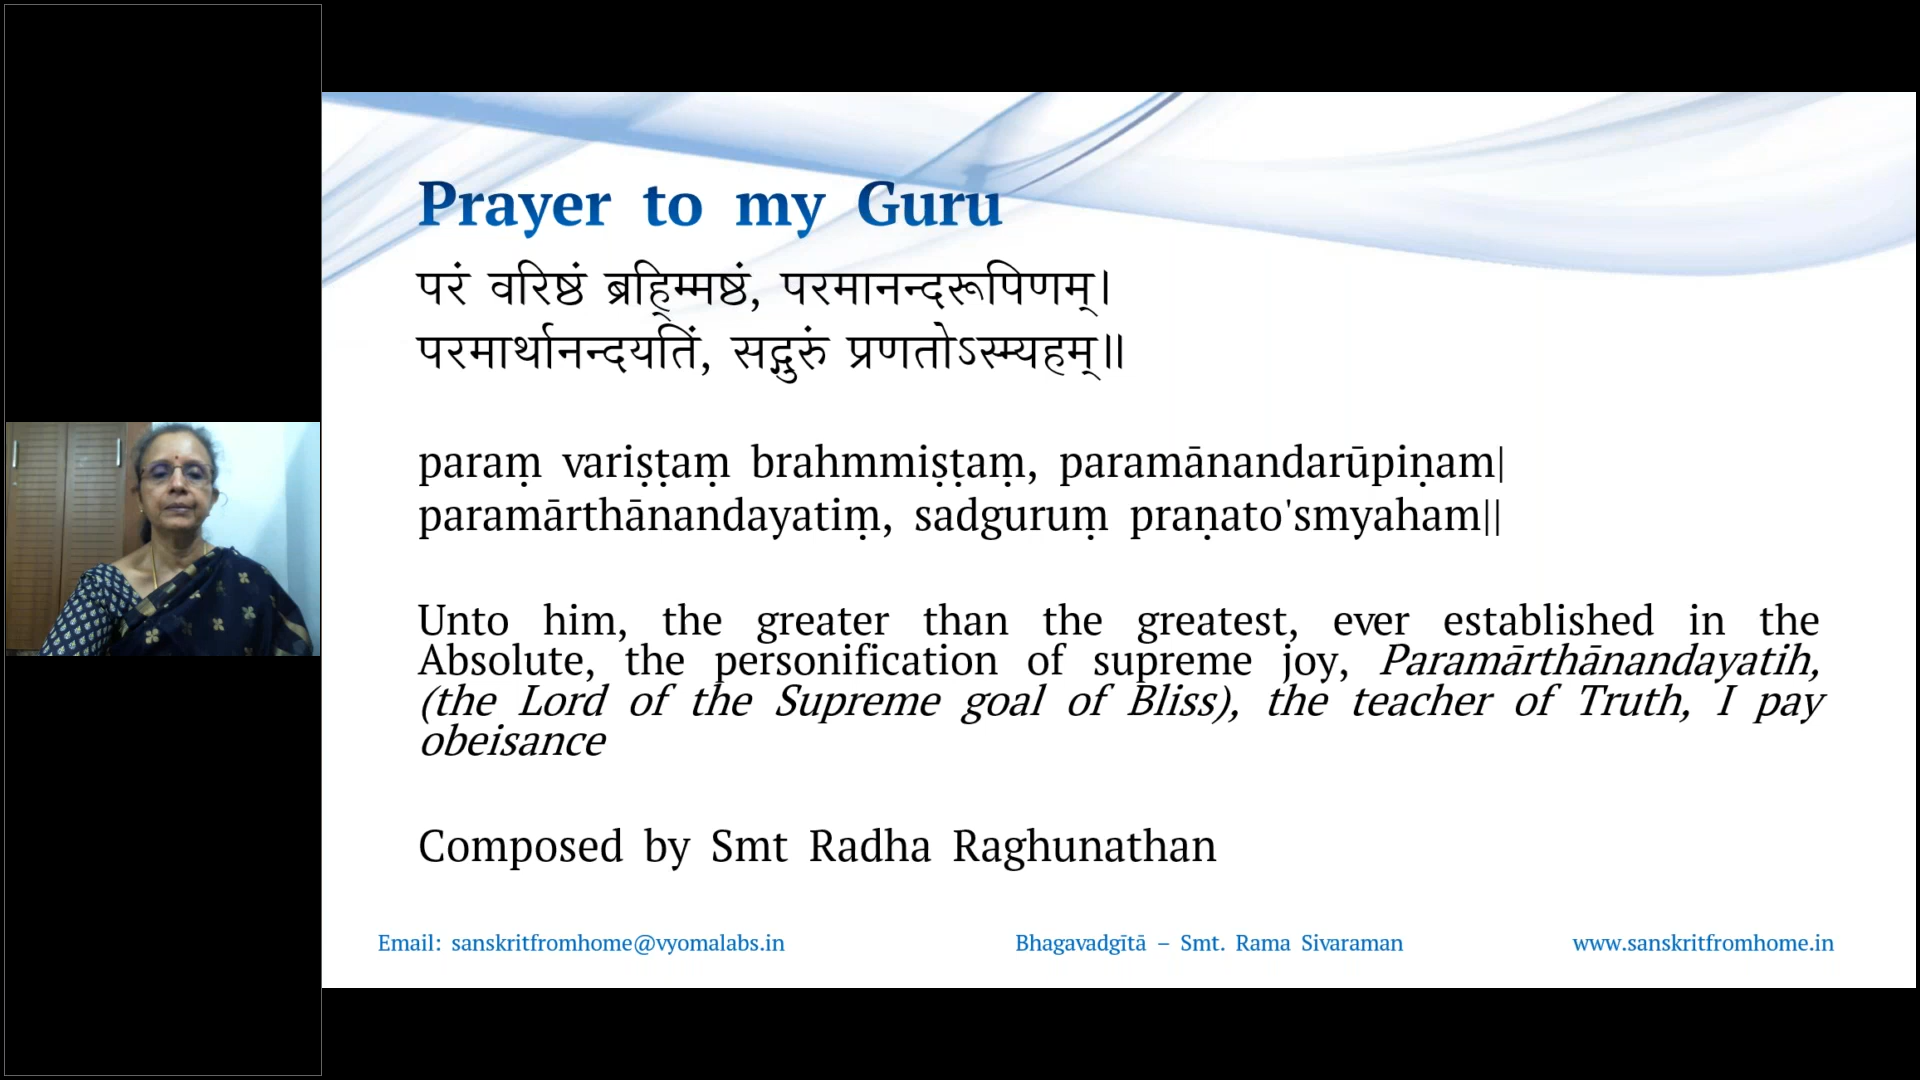 Prayer to my Guru
परं वरिष्ठं ब्रह्मिम्मष्ठं, परमानन्दरूपिणम्।
परमार्थानन्दयतिं, सद्गुरुं प्रणतोऽस्म्यहम्॥
paraṃ variṣṭaṃ brahmmiṣṭaṃ, paramānandarūpiṇam|
paramārthānandayatiṃ, sadguruṃ praṇato'smyaham||
Unto him, the greater than the greatest, ever established in the
Absolute, the personification of supreme joy, Paramārthānandayatih,
(the Lord of the Supreme goal of Bliss), the teacher of Truth, I pay
obeisance
Composed by Smt Radha Raghunathan
Email: sanskritfromhome@vyomalabs.in Bhagavadgītā – Smt. Rama Sivaraman www.sanskritfromhome.in